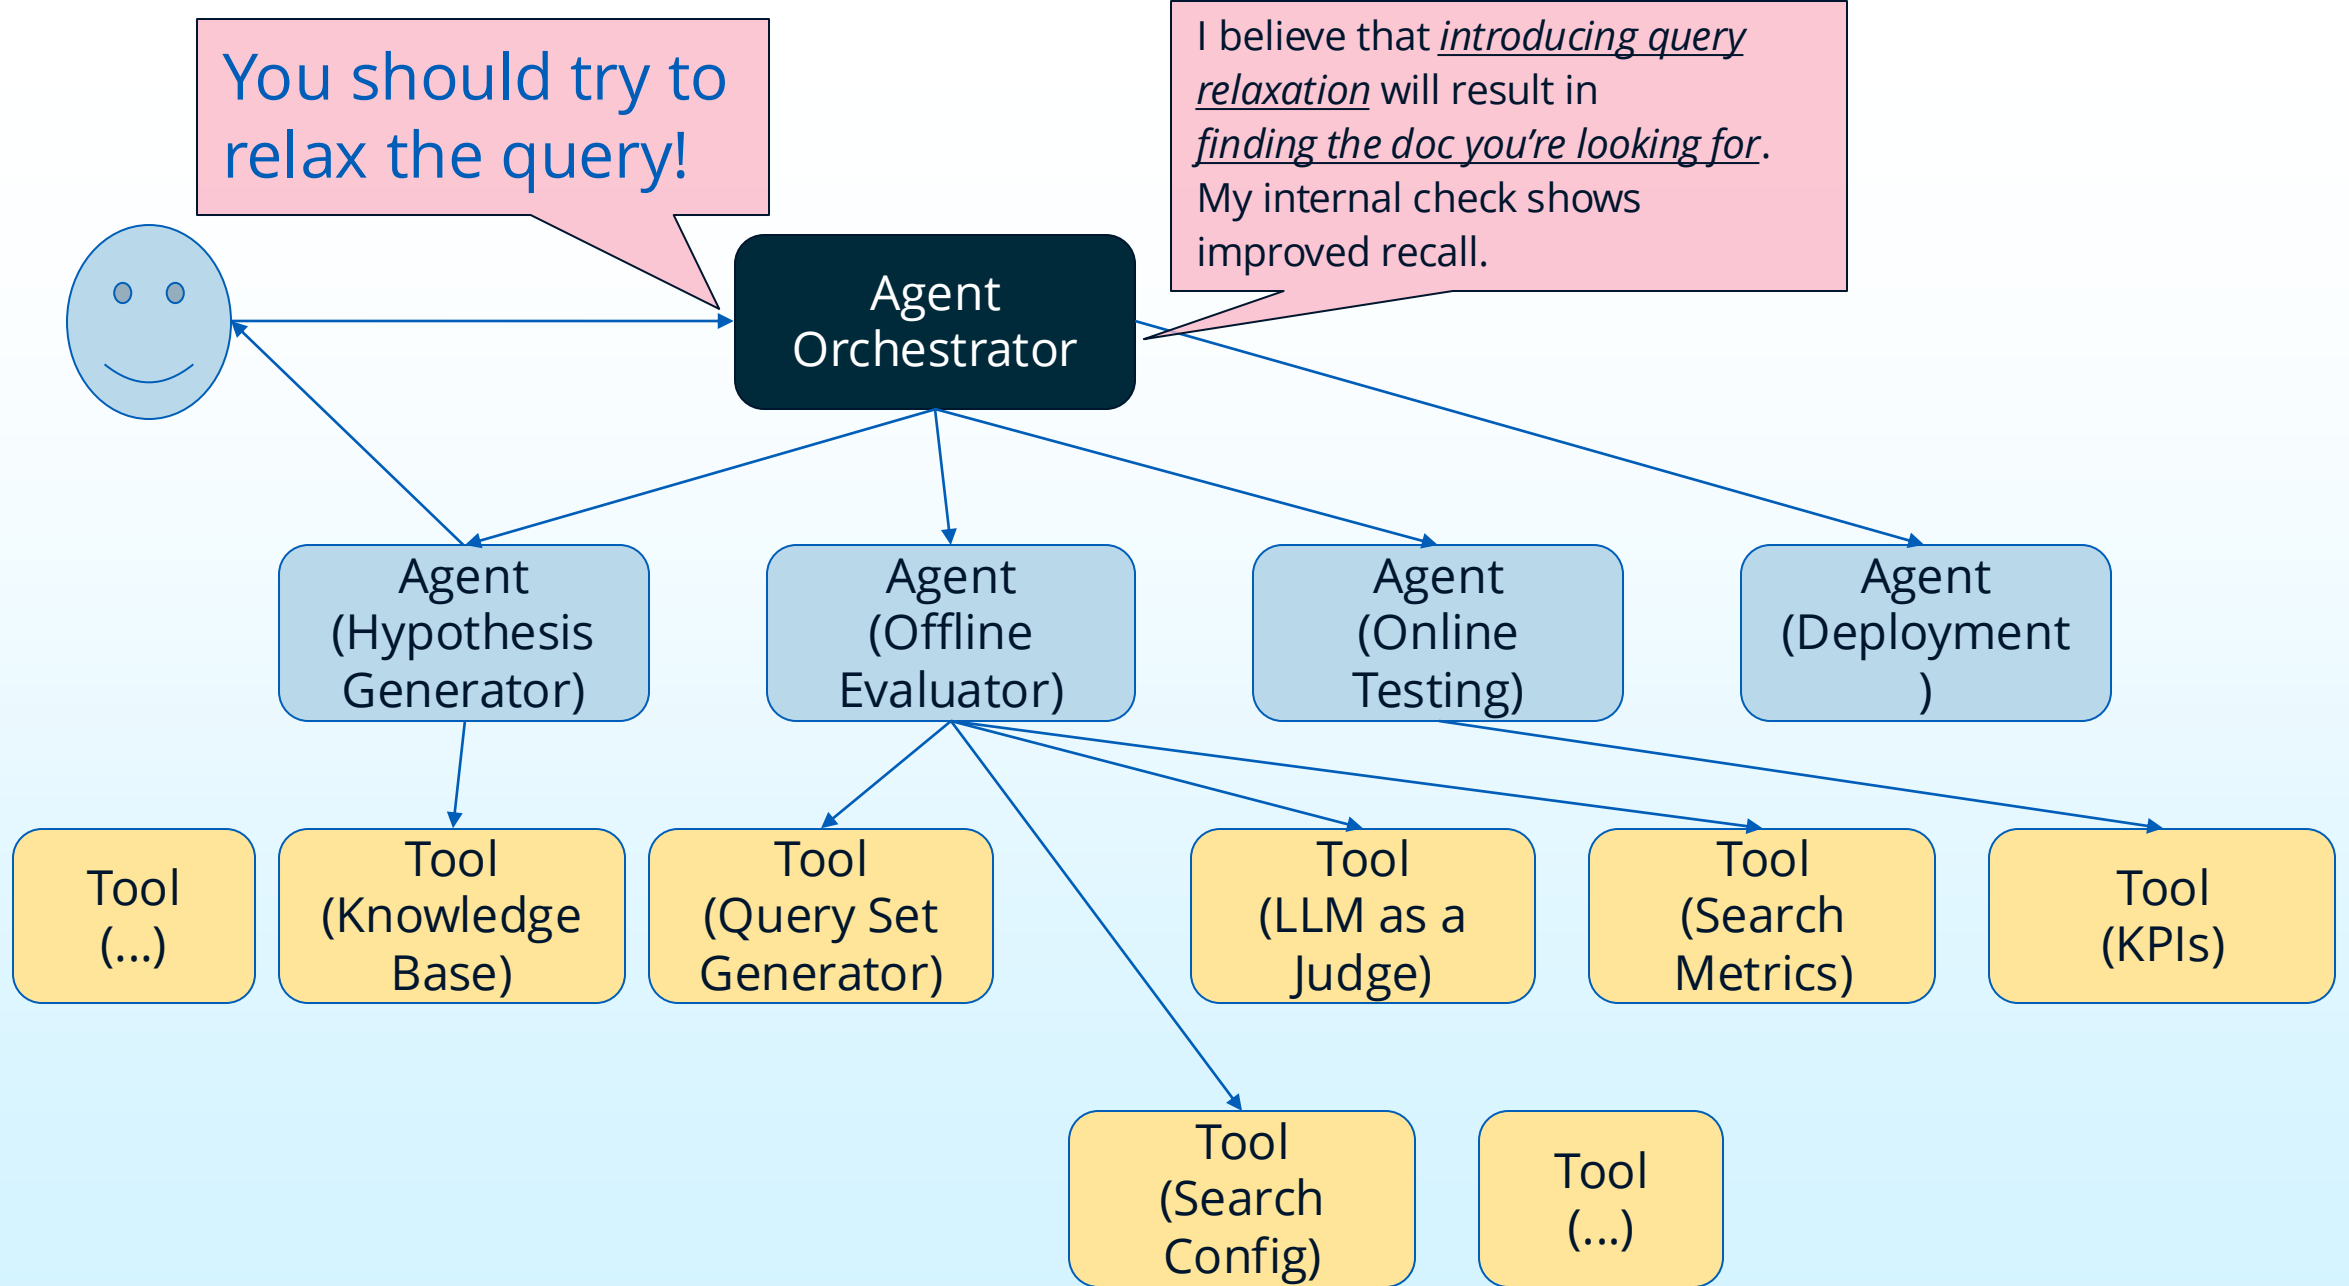 You should try to
relax the query!
I believe that introducing query
relaxation will result in
finding the doc you’re looking for.
My internal check shows
improved recall.
Agent
Orchestrator
Agent
(Hypothesis
Generator)
Agent
(Offline
Evaluator)
Agent
(Online
Testing)
Agent
(Deployment
)
Tool
(...)
Tool
(Knowledge
Base)
Tool
(Query Set
Generator)
Tool
(LLM as a
Judge)
Tool
(Search
Metrics)
Tool
(KPIs)
Tool
(Search
Config)
Tool
(...)